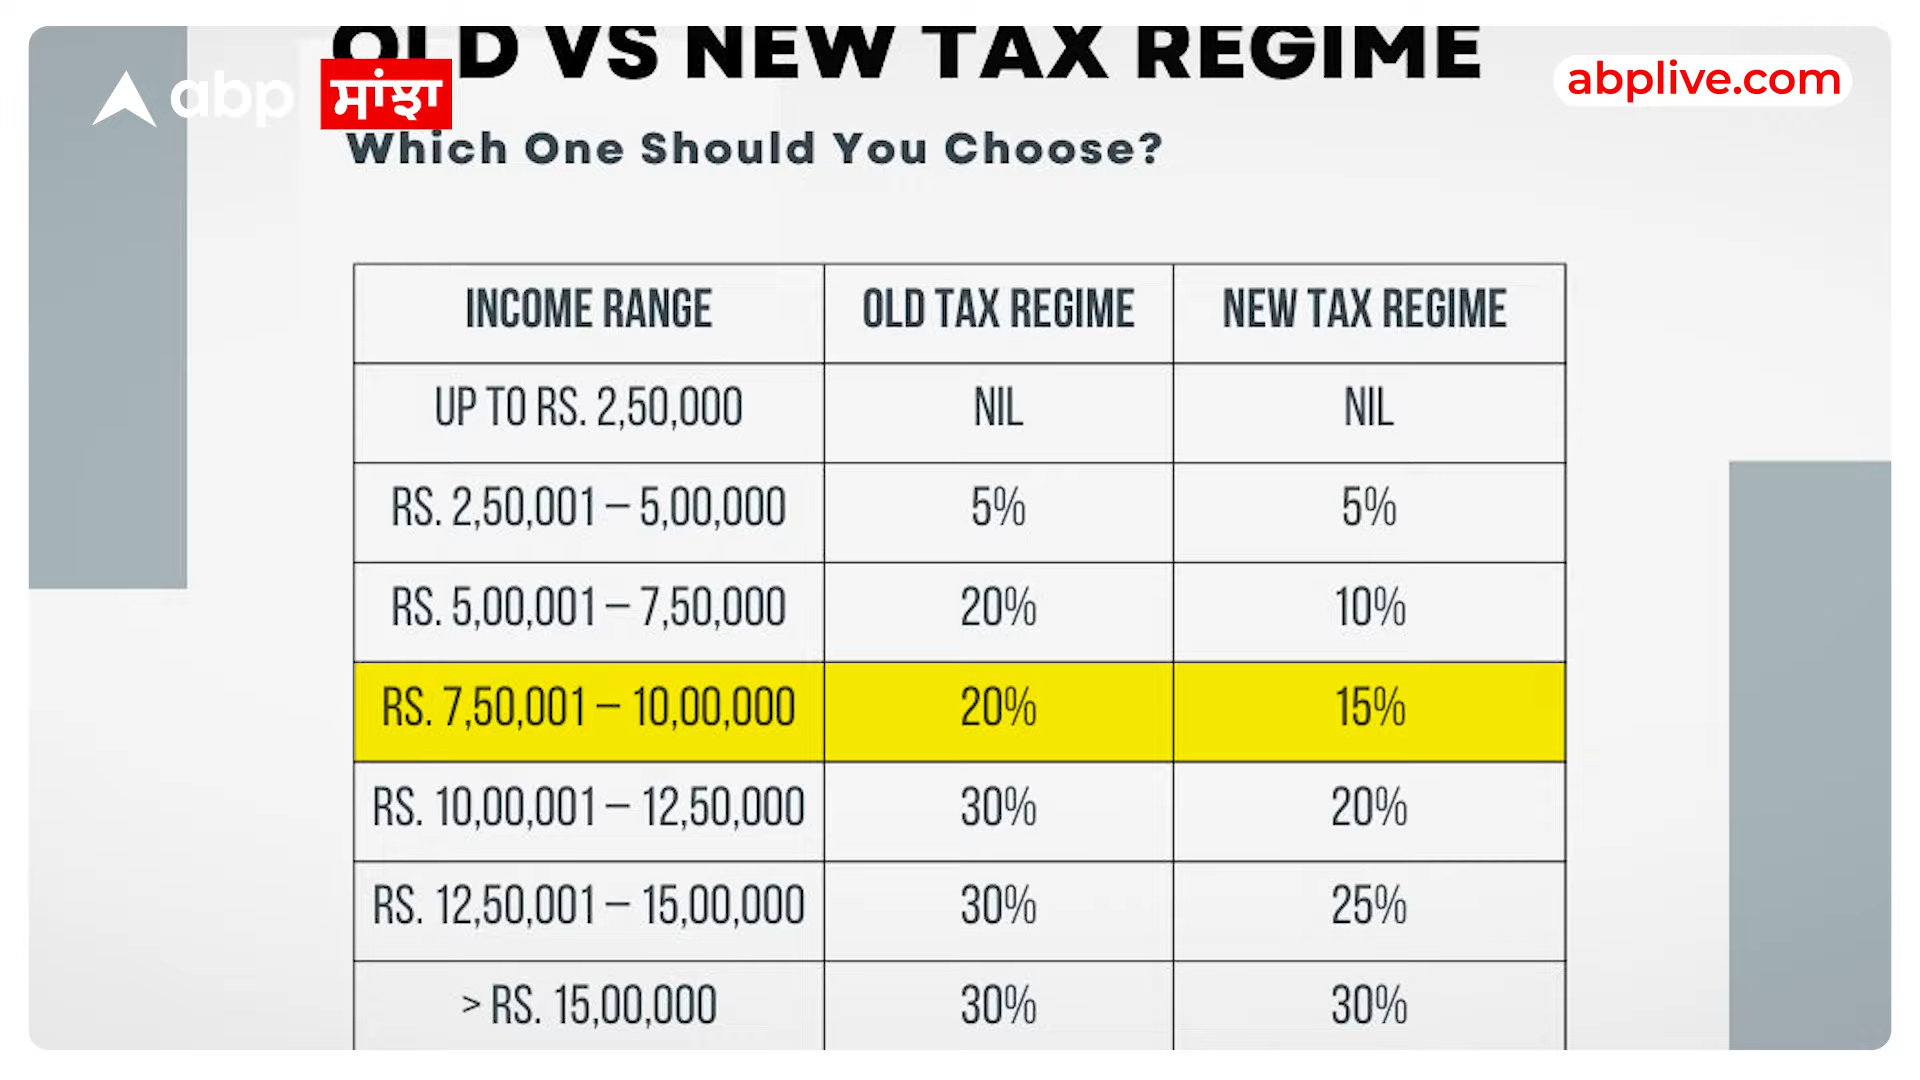 OLD VS NEW TAX REGIME
abp ਸਾਂਝਾ
abplive.com
Which One Should You Choose?
INCOME RANGE OLD TAX REGIME NEW TAX REGIME
UP TO RS. 2,50,000 NIL NIL
RS. 2,50,001 – 5,00,000 5% 5%
RS. 5,00,001 – 7,50,000 20% 10%
RS. 7,50,001 – 10,00,000 20% 15%
RS. 10,00,001 – 12,50,000 30% 20%
RS. 12,50,001 – 15,00,000 30% 25%
> RS. 15,00,000 30% 30%